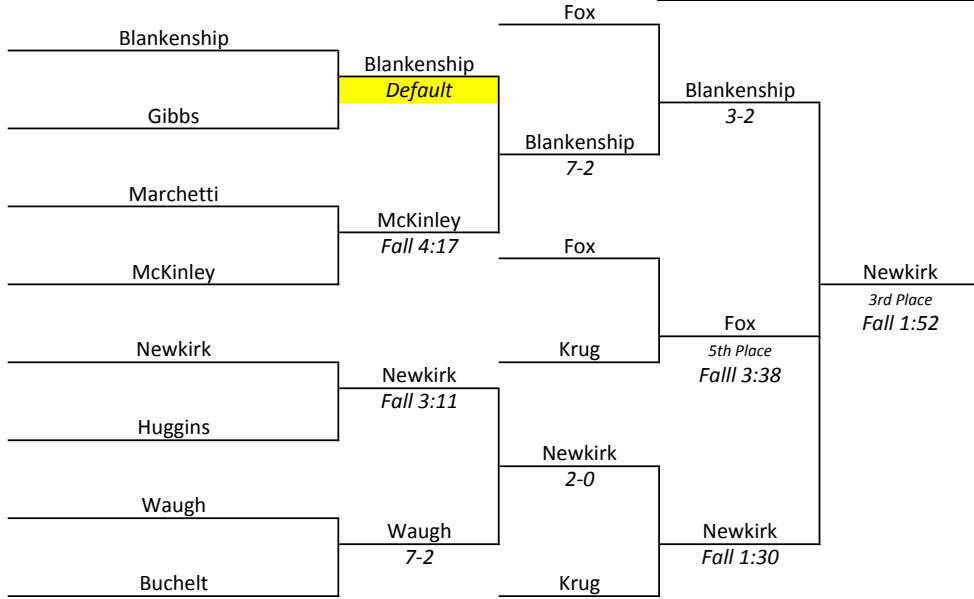 Fox
Blankenship
Blankenship
Default
Blankenship
3-2
Gibbs
Blankenship
7-2
Marchetti
McKinley
Fall 4:17
Fox
McKinley
Newkirk
3rd Place
Fall 1:52
Fox
5th Place
Falll 3:38
Newkirk
Krug
Newkirk
Fall 3:11
Huggins
Newkirk
2-0
Waugh
Waugh
7-2
Newkirk
Fall 1:30
Buchelt
Krug